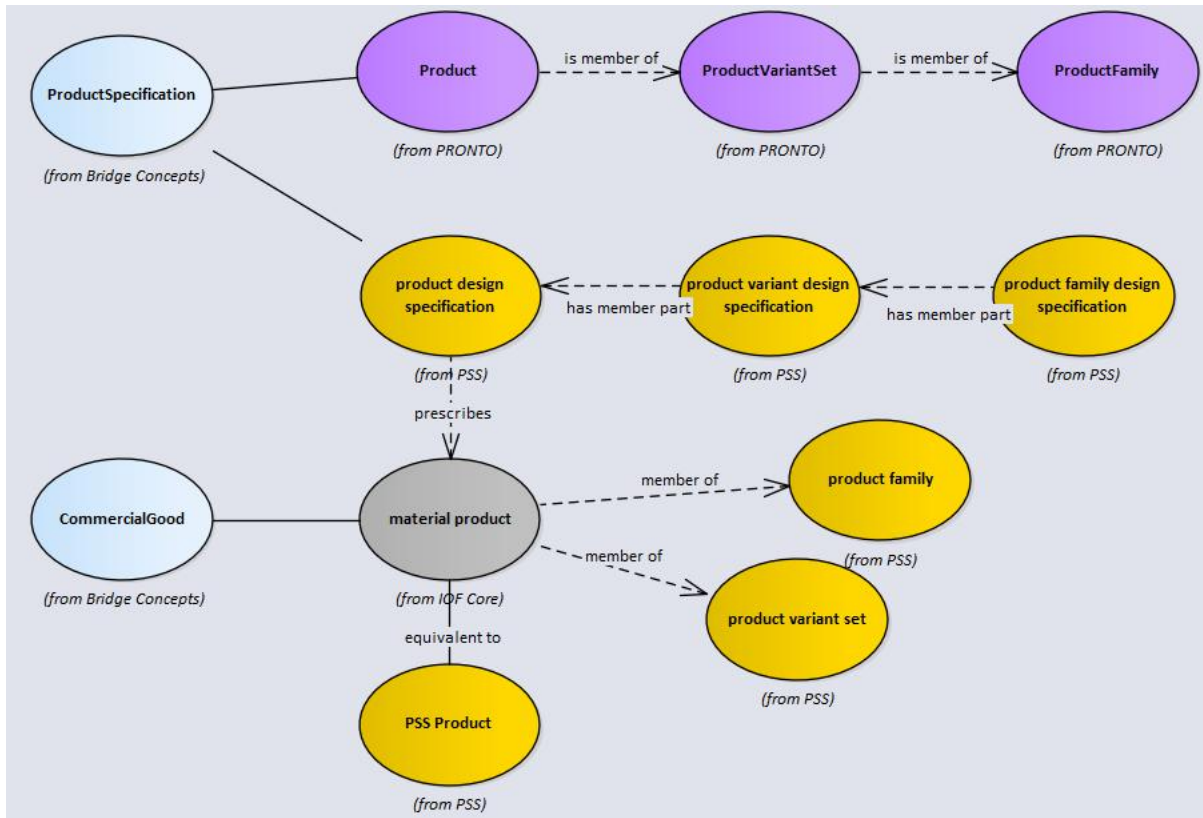 Product
is member of
ProductVariantSet
is member of
ProductFamily
ProductSpecification
(from PRONTO)
(from PRONTO)
(from PRONTO)
(from Bridge Concepts)
product design
specification
has member part
product variant design
specification
has member part
product family design
specification
(from PSS)
(from PSS)
(from PSS)
prescribes
member of
product family
CommercialGood
material product
(from PSS)
member of
(from Bridge Concepts)
(from IOF Core)
product variant set
equivalent to
(from PSS)
PSS Product
(from PSS)